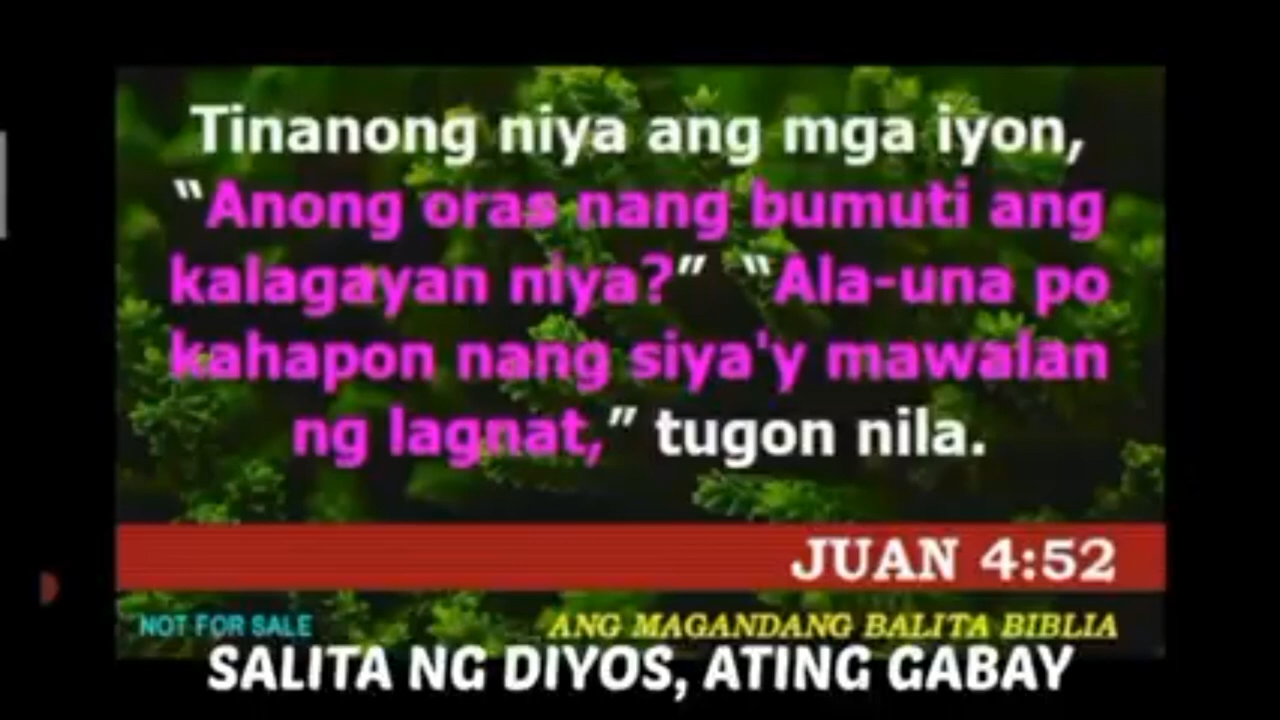 Tinanong niya ang mga iyon,
“Anong oras nang bumuti ang
kalagayan niya?” “Ala-una po
kahapon nang siya'y mawalan
ng lagnat,” tugon nila.
JUAN 4:52
NOT FOR SALE
ANG MAGANDANG BALITA BIBLIA
SALITA NG DIYOS, ATING GABAY